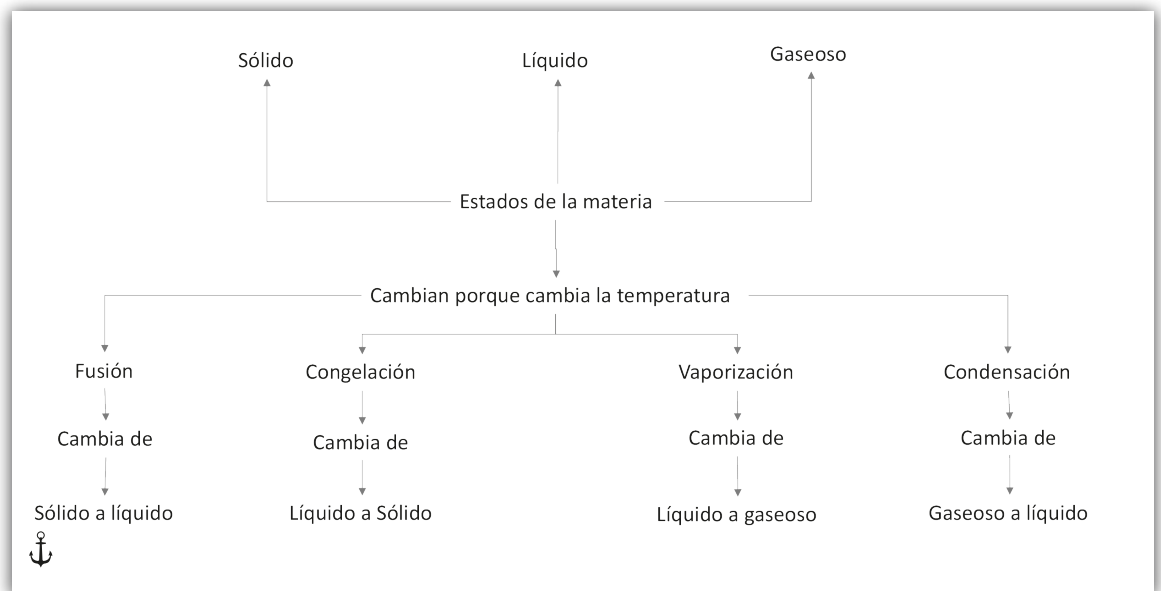 Sólido
Líquido
Gaseoso
Estados de la materia
Cambian porque cambia la temperatura
Fusión
Congelación
Vaporización
Condensación
Cambia de
Cambia de
Cambia de
Cambia de
Sólido a líquido
Líquido a Sólido
Líquido a gaseoso
Gaseoso a líquido